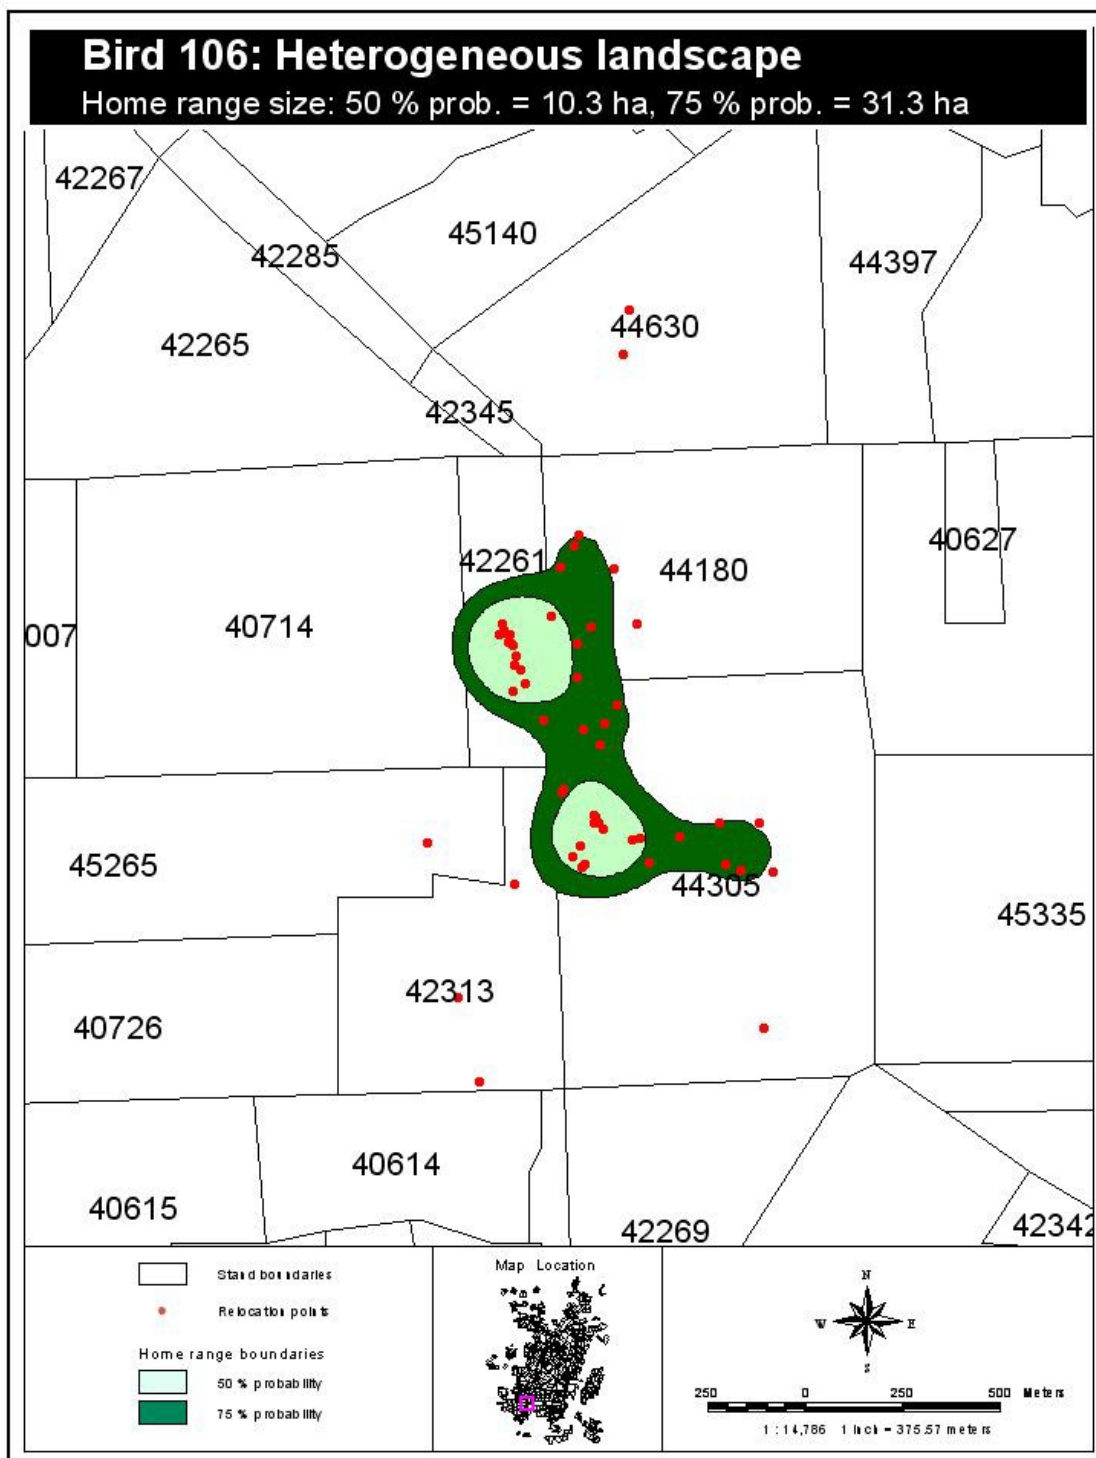 Bird 106: Heterogeneous landscape
Home range size: 50 % prob. = 10.3 ha, 75 % prob. = 31.3 ha
42267
45140
42285
44397
44630
42265
42345
40627
42261
44180
40714
007
45265
44305
45335
42313
40726
40614
40615
42269
42342
Stand boundaries
Relocation points
Home range boundaries
50 % probability
75 % probability
Map Location
N
W E
S
250 0 250 500 Meters
1 : 14,786 1 Inch = 375.57 meters